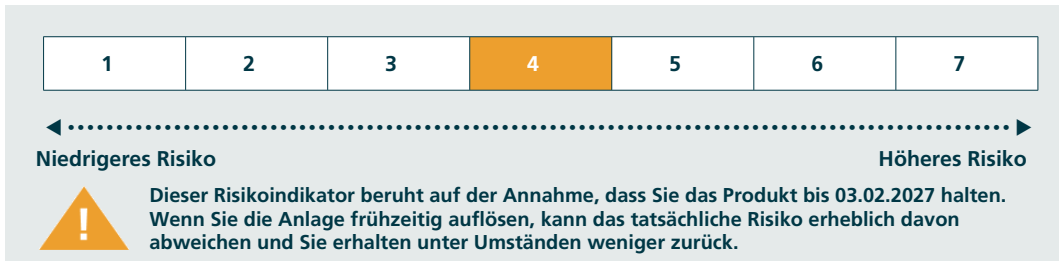 1 2 3 4 5 6 7
Niedrigeres Risiko Höheres Risiko
Dieser Risikoindikator beruht auf der Annahme, dass Sie das Produkt bis 03.02.2027 halten.
Wenn Sie die Anlage frühzeitig auflösen, kann das tatsächliche Risiko erheblich davon
abweichen und Sie erhalten unter Umständen weniger zurück.